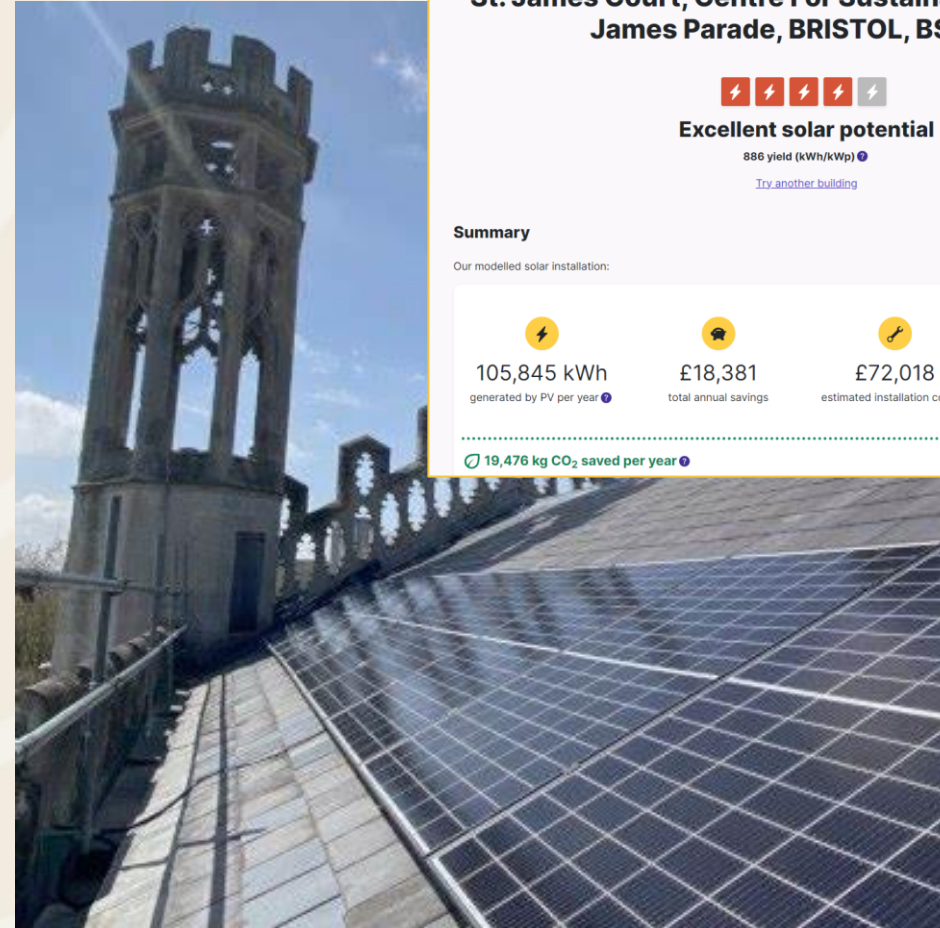 James Parade, BRISTOL,
Excellent solar potential
886 yield (kWh/kWp) ?
Try another building
Summary
Our modelled solar installation:
105,845 kWh
£18,381
£72,018
generated by PV per year ?
total annual savings
estimated installation
19,476 kg CO₂ saved per year ?